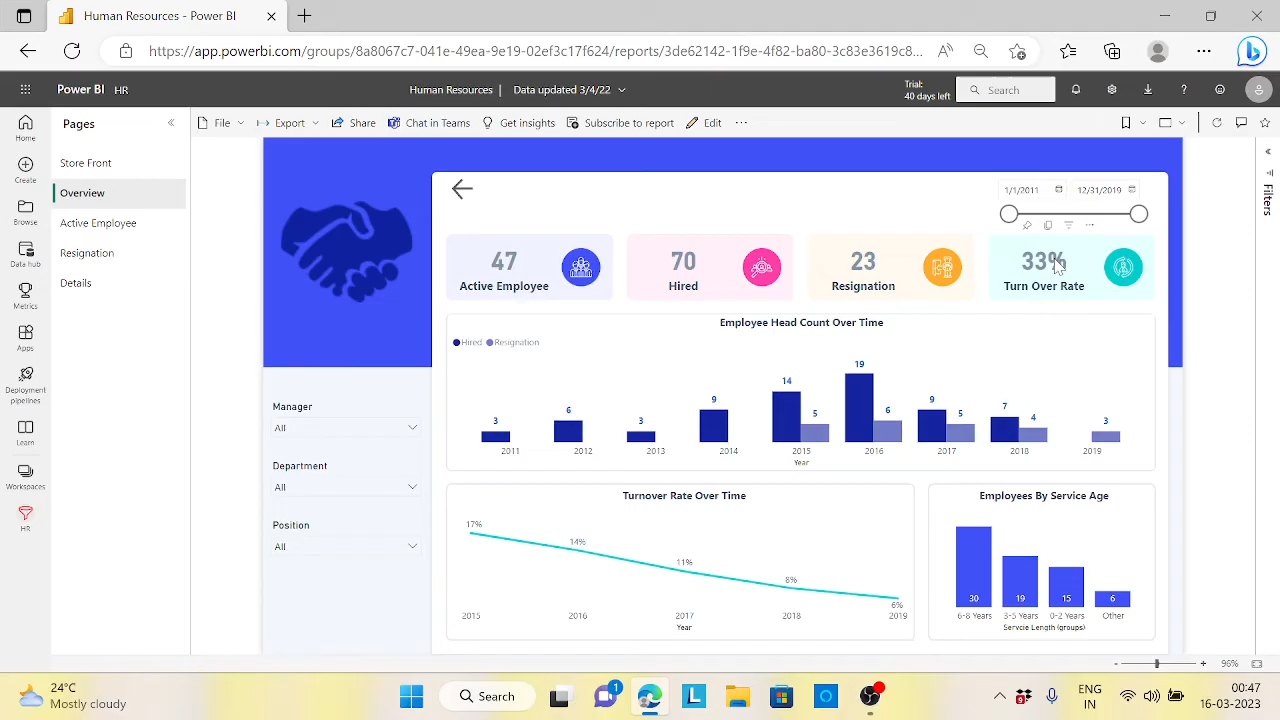 Human Resources - Power BI
https://app.powerbi.com/groups/8a8067c7-041e-49ea-9e19-02ef3c17f624/reports/3de62142-1f9e-4f82-ba80-3c83e3619c8...
Power BI HR
Human Resources | Data updated 3/4/22
Trial:
40 days left
Search
Pages
File
Export
Share
Chat in Teams
Get insights
Subscribe to report
Edit
Home
Create
Browse
Data hub
Metrics
Apps
Deployment
pipelines
Learn
Workspaces
HR
Store Front
Overview
Active Employee
Resignation
Details
Filters
1/1/2011
12/31/2019
47
Active Employee
70
Hired
23
Resignation
33%
Turn Over Rate
Manager
All
Department
All
Position
All
Employee Head Count Over Time
Hired Resignation
3 6 3 9 14 5 19 6 9 5 7 4 3
2011 2012 2013 2014 2015 2016 2017 2018 2019
Year
Turnover Rate Over Time
17% 14% 11% 8% 6%
2015 2016 2017 2018 2019
Year
Employees By Service Age
30 19 15 6
6-8 Years 3-5 Years 0-2 Years Other
Servcie Length (groups)
- + 96%
24°C
Mostly cloudy
Search
1
L
9
ENG
IN
00:47
16-03-2023